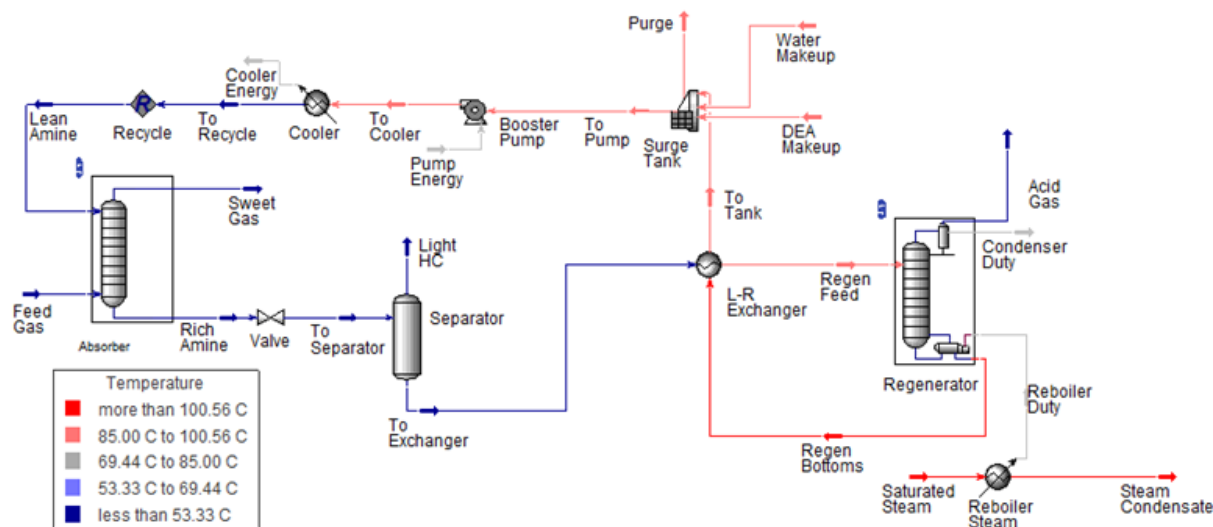 Purge
Water
Makeup
Cooler
Energy
Lean
Amine
Recycle
To
Recycle
Cooler
To
Cooler
Booster
Pump
To
Pump
Surge
Tank
DEA
Makeup
Pump
Energy
Sweet
Gas
To
Tank
Acid
Gas
Light
HC
Condenser
Duty
Feed
Gas
Rich
Amine
Valve
To
Separator
Separator
L-R
Exchanger
Regen
Feed
Absorber
Regenerator
Reboiler
Duty
To
Exchanger
Regen
Bottoms
Saturated
Steam
Reboiler
Steam
Steam
Condensate
Temperature
more than 100.56 C
85.00 C to 100.56 C
69.44 C to 85.00 C
53.33 C to 69.44 C
less than 53.33 C
R